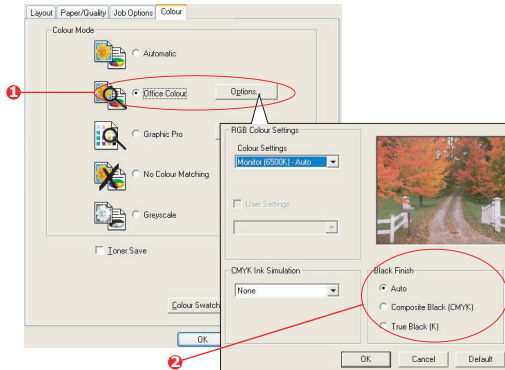 Layout Paper/Quality Job Options Colour
Colour Mode
Automatic
1
Office Colour
Options...
Graphic Pro
No Colour Matching
Greyscale
Toner Save
Colour Swatch
OK
RGB Colour Settings
Colour Settings
Monitor (6500K) - Auto
User Settings
CMYK Ink Simulation
None
Black Finish
Auto
Composite Black (CMYK)
True Black (K)
2
OK Cancel Default